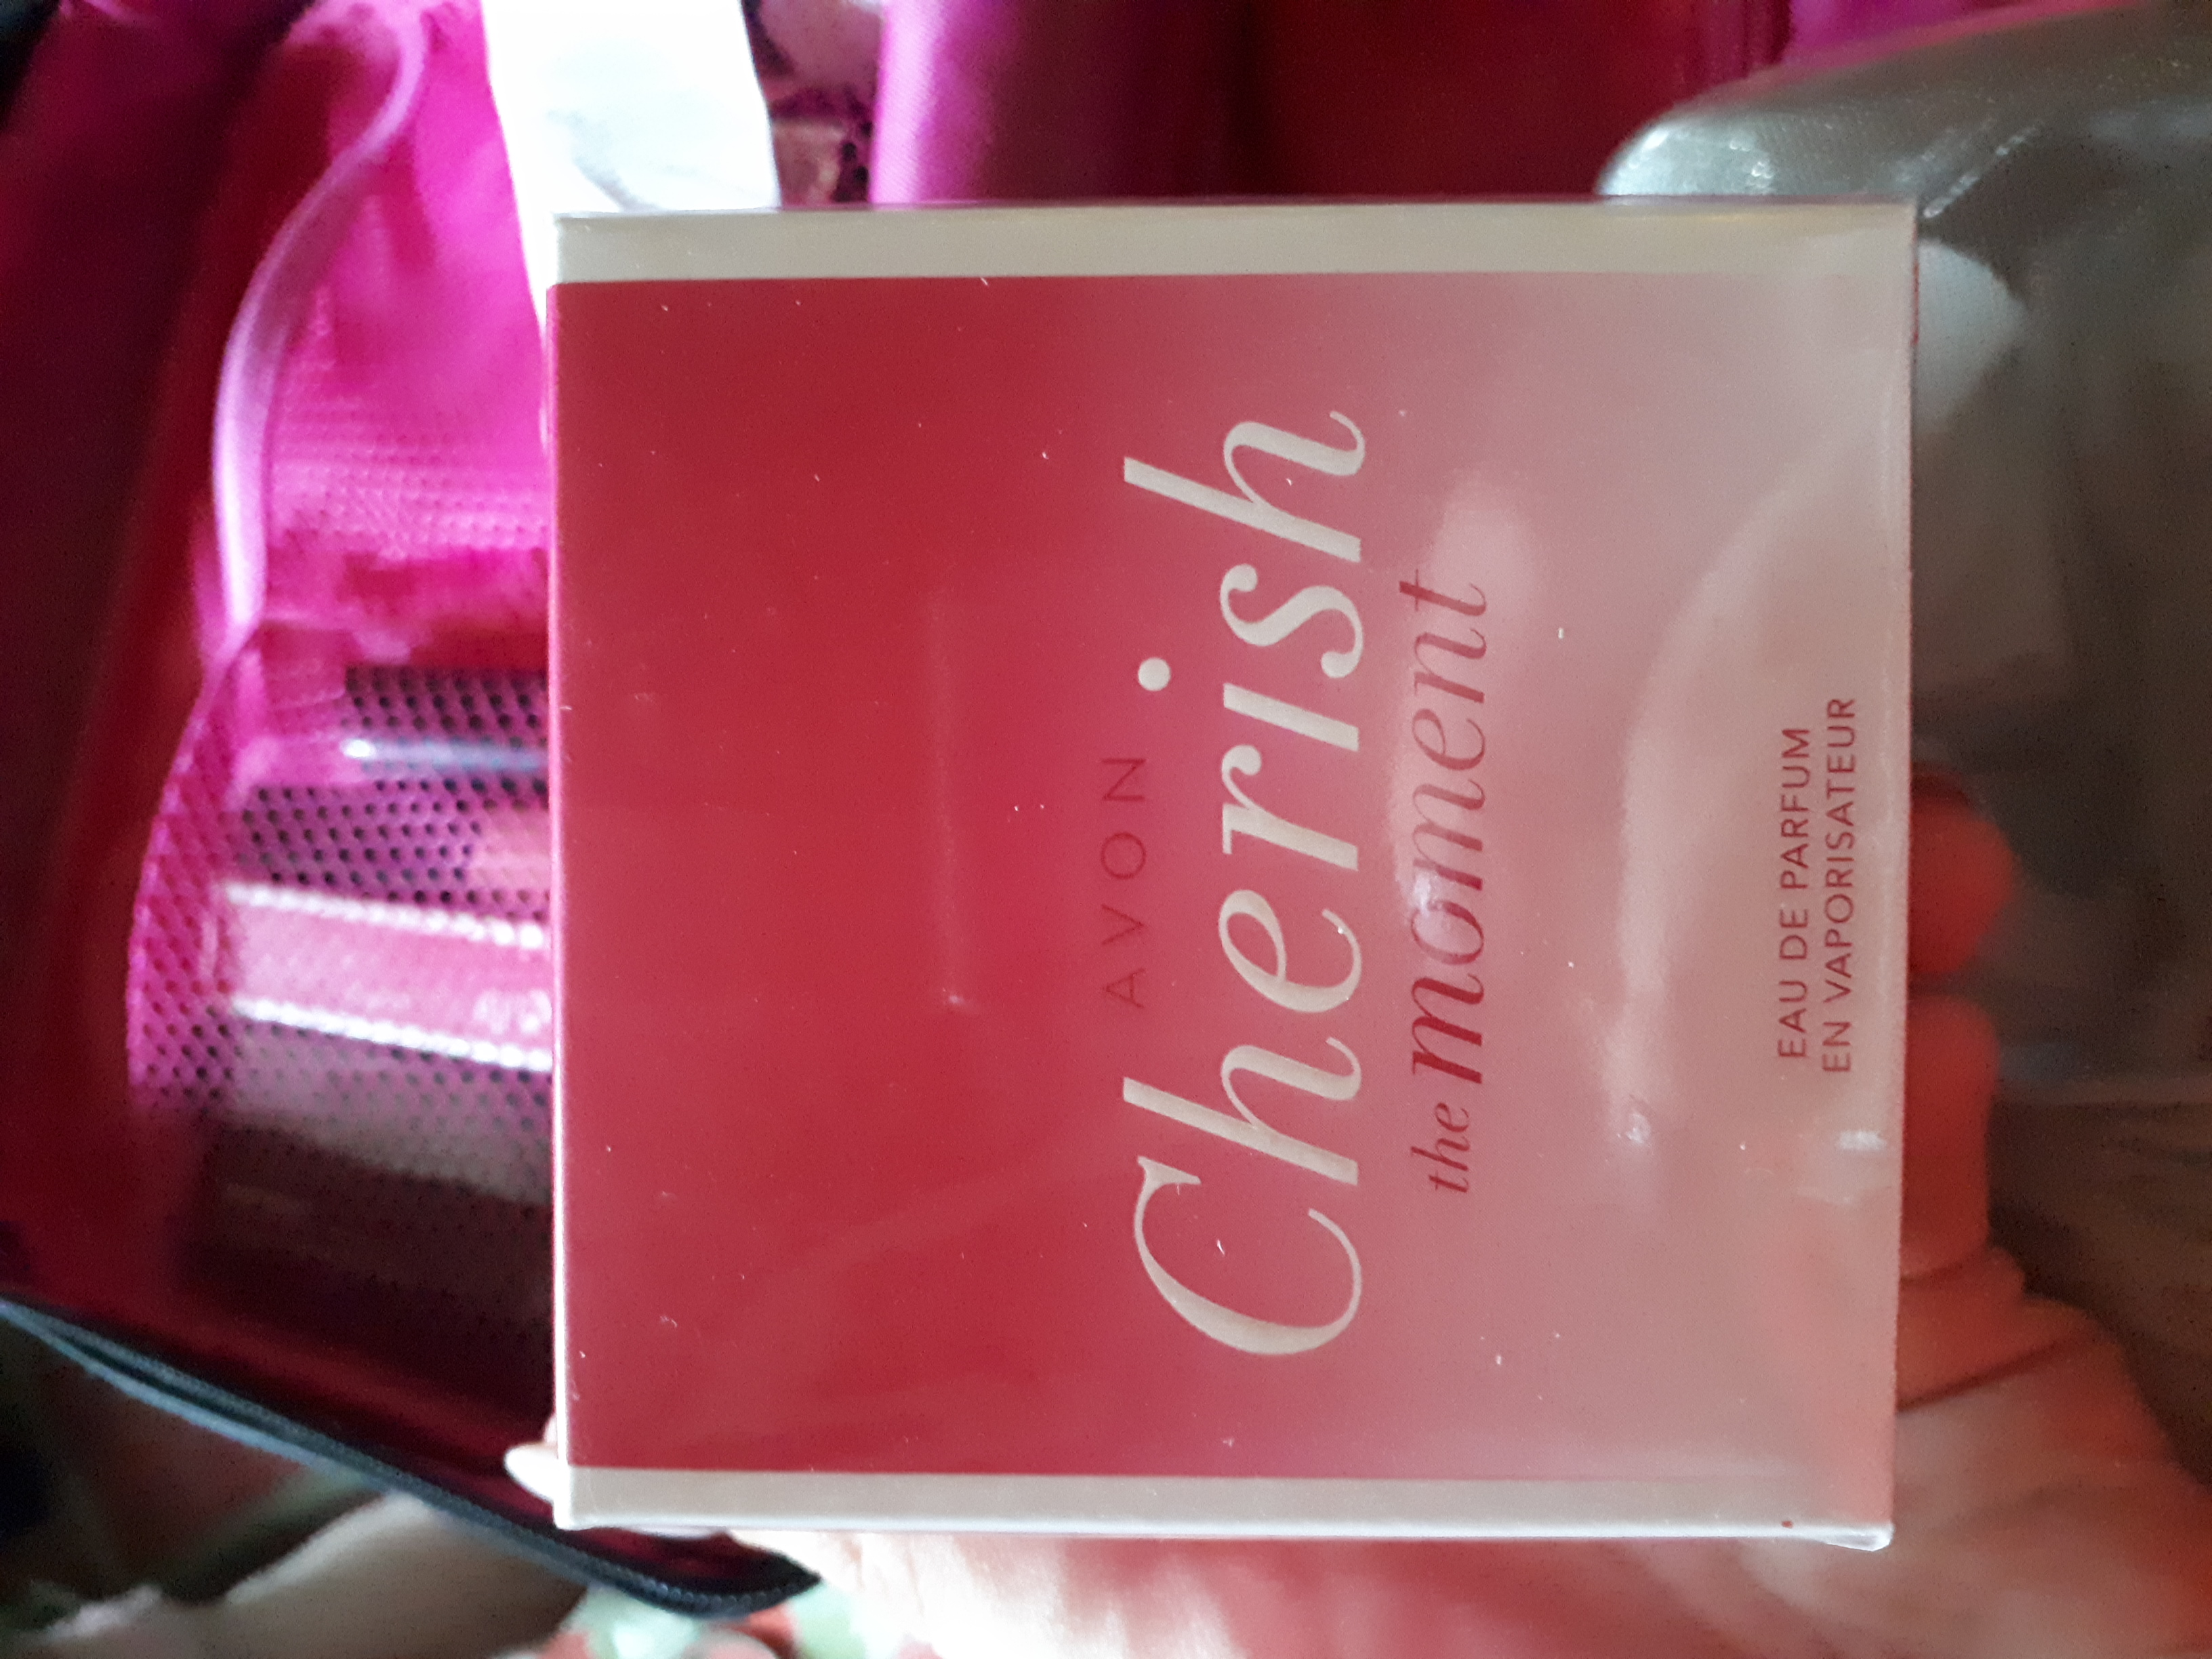 AVON
Cherish
the moment
EAU DE PARFUM
EN VAPORISATEUR